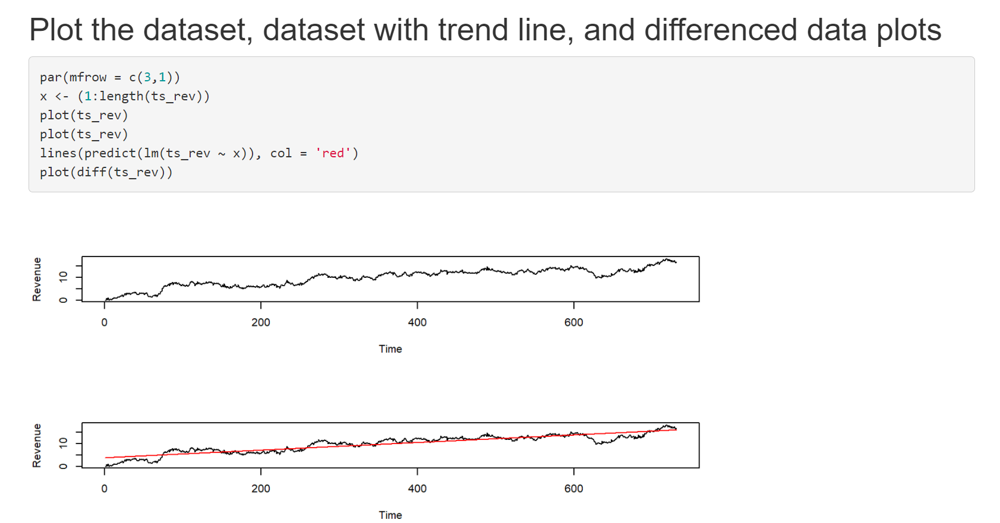 Plot the dataset, dataset with trend line, and differenced data plots
par(mfrow = c(3,1))
x <- (1:length(ts_rev))
plot(ts_rev)
plot(ts_rev)
lines(predict(lm(ts_rev ~ x)), col = 'red')
plot(diff(ts_rev))
Revenue
10
0
0 200 400 600
Time
Revenue
10
0
0 200 400 600
Time